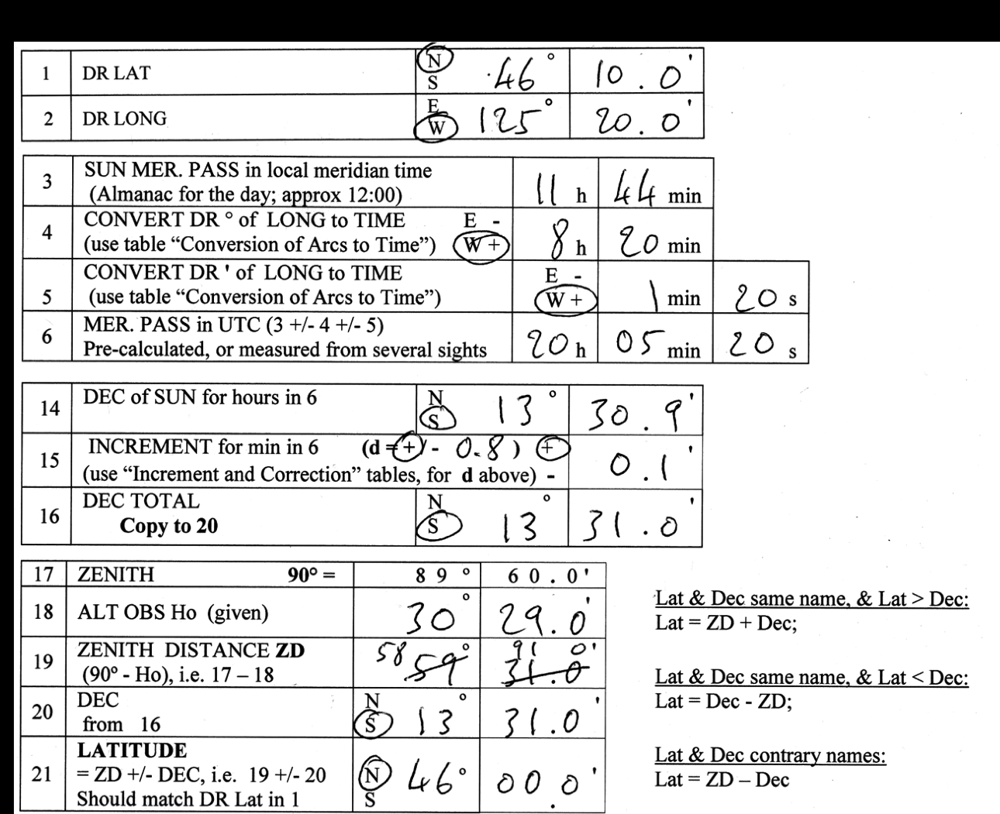 1 DR LAT N S 46° 10.0'
2 DR LONG E W 125° 20.0'
3 SUN MER. PASS in local meridian time
(Almanac for the day; approx 12:00) 11 h 44 min
4 CONVERT DR ° of LONG to TIME E -
(use table “Conversion of Arcs to Time”) W + 8 h 20 min
CONVERT DR ' of LONG to TIME E -
5 (use table “Conversion of Arcs to Time”) W + 1 min 20 s
6 MER. PASS in UTC (3 +/- 4 +/- 5)
Pre-calculated, or measured from several sights 20 h 05 min 20 s
14 DEC of SUN for hours in 6 N S 13° 30.9'
15 INCREMENT for min in 6 (d = +/- 0.8) +
(use “Increment and Correction” tables, for d above) - 0.1'
16 DEC TOTAL N S 13° 31.0'
Copy to 20
17 ZENITH 90° = 89° 60.0'
18 ALT OBS Ho (given) 30° 29.0'
19 ZENITH DISTANCE ZD 58° 91 0'
(90° - Ho), i.e. 17 – 18 59 31.0
20 DEC N S 13° 31.0'
from 16
LATITUDE
21 = ZD +/- DEC, i.e. 19 +/- 20 N S 46° 00.0'
Should match DR Lat in 1
Lat & Dec same name, & Lat > Dec:
Lat = ZD + Dec;
Lat & Dec same name, & Lat < Dec:
Lat = Dec - ZD;
Lat & Dec contrary names:
Lat = ZD – Dec